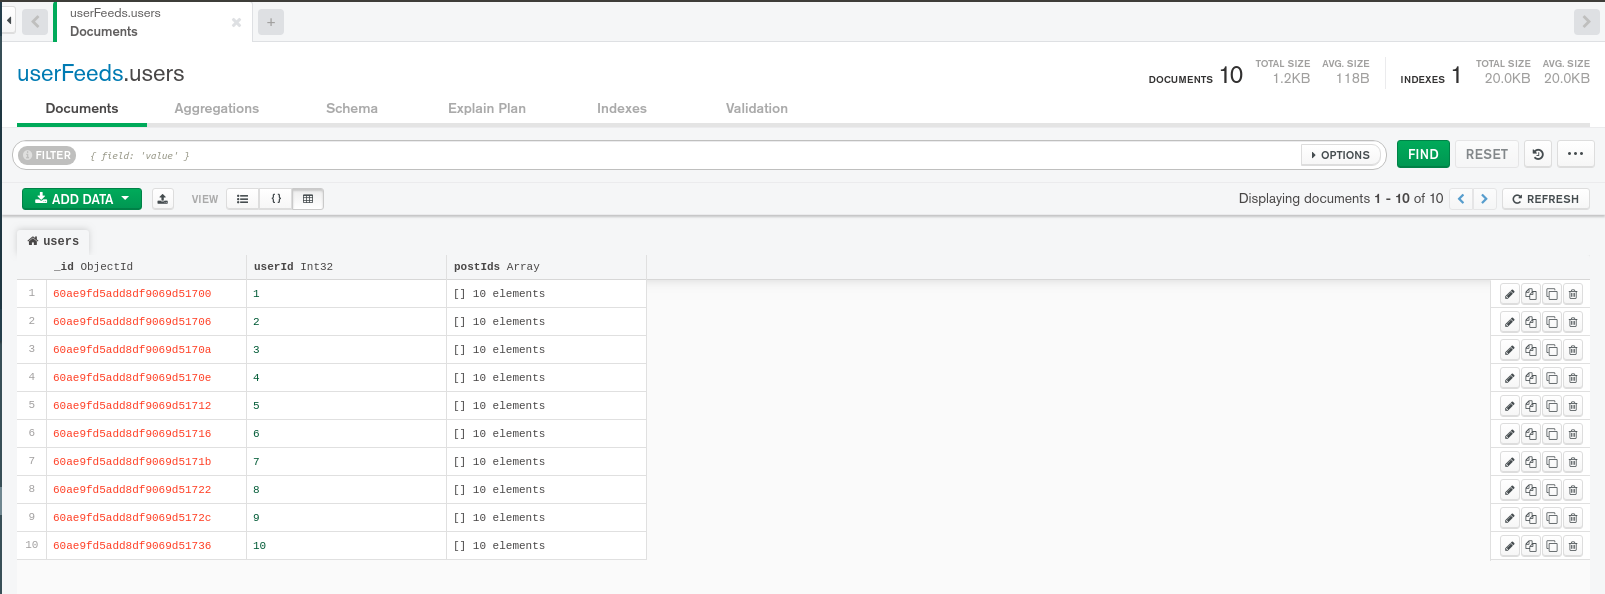 userFeeds.users
Documents
userFeeds.users
DOCUMENTS 10 TOTAL SIZE 1.2KB AVG. SIZE 118B INDEXES 1 TOTAL SIZE 20.0KB AVG. SIZE 20.0KB
Documents Aggregations Schema Explain Plan Indexes Validation
FILTER { field: 'value' } OPTIONS FIND RESET ...
ADD DATA VIEW {} Displaying documents 1 - 10 of 10 < > REFRESH
users
_id ObjectId userId Int32 postIds Array
1 60ae9fd5add8df9069d51700 1 [] 10 elements
2 60ae9fd5add8df9069d51706 2 [] 10 elements
3 60ae9fd5add8df9069d5170a 3 [] 10 elements
4 60ae9fd5add8df9069d5170e 4 [] 10 elements
5 60ae9fd5add8df9069d51712 5 [] 10 elements
6 60ae9fd5add8df9069d51716 6 [] 10 elements
7 60ae9fd5add8df9069d5171b 7 [] 10 elements
8 60ae9fd5add8df9069d51722 8 [] 10 elements
9 60ae9fd5add8df9069d5172c 9 [] 10 elements
10 60ae9fd5add8df9069d51736 10 [] 10 elements